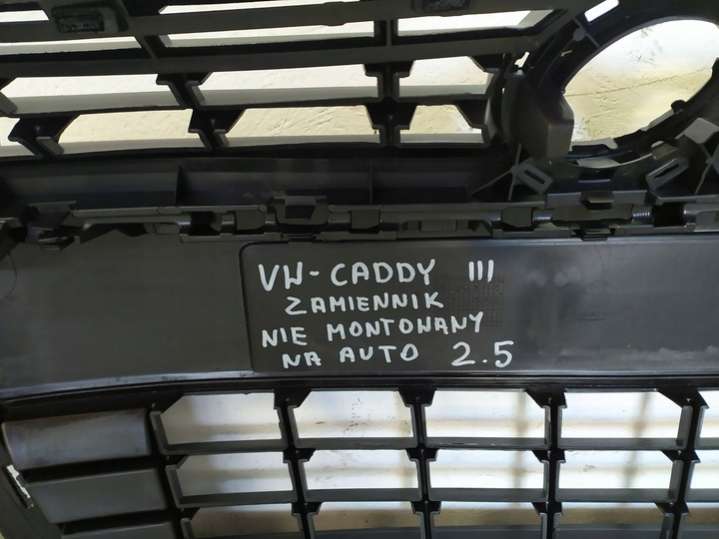 VW-CADDY III
ZAMIENNIK
NIE MONTOWANY
NA AUTO 2.5